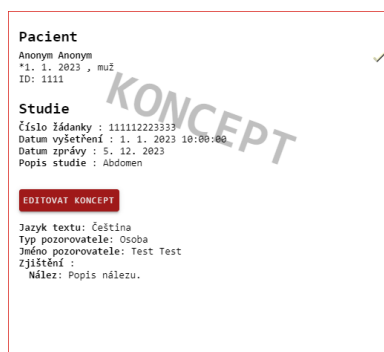 Pacient
Anonym Anonym
*1. 1. 2023 , muž
ID: 1111
KONCEPT
Studie
Číslo žádanky : 111112223333
Datum vyšetření : 1. 1. 2023 10:00:00
Datum zprávy : 5. 12. 2023
Popis studie : Abdomen
EDITOVAT KONCEPT
Jazyk textu: Čeština
Typ pozorovatele: Osoba
Jméno pozorovatele: Test Test
Zjištění :
Nález: Popis nálezu.